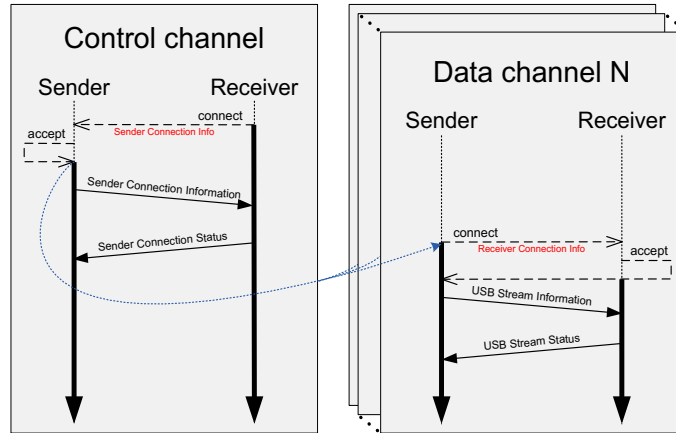 Control channel
Sender
Receiver
connect
Sender Connection Info
accept
Sender Connection Information
Sender Connection Status
Data channel N
Sender
Receiver
connect
Receiver Connection Info
accept
USB Stream Information
USB Stream Status